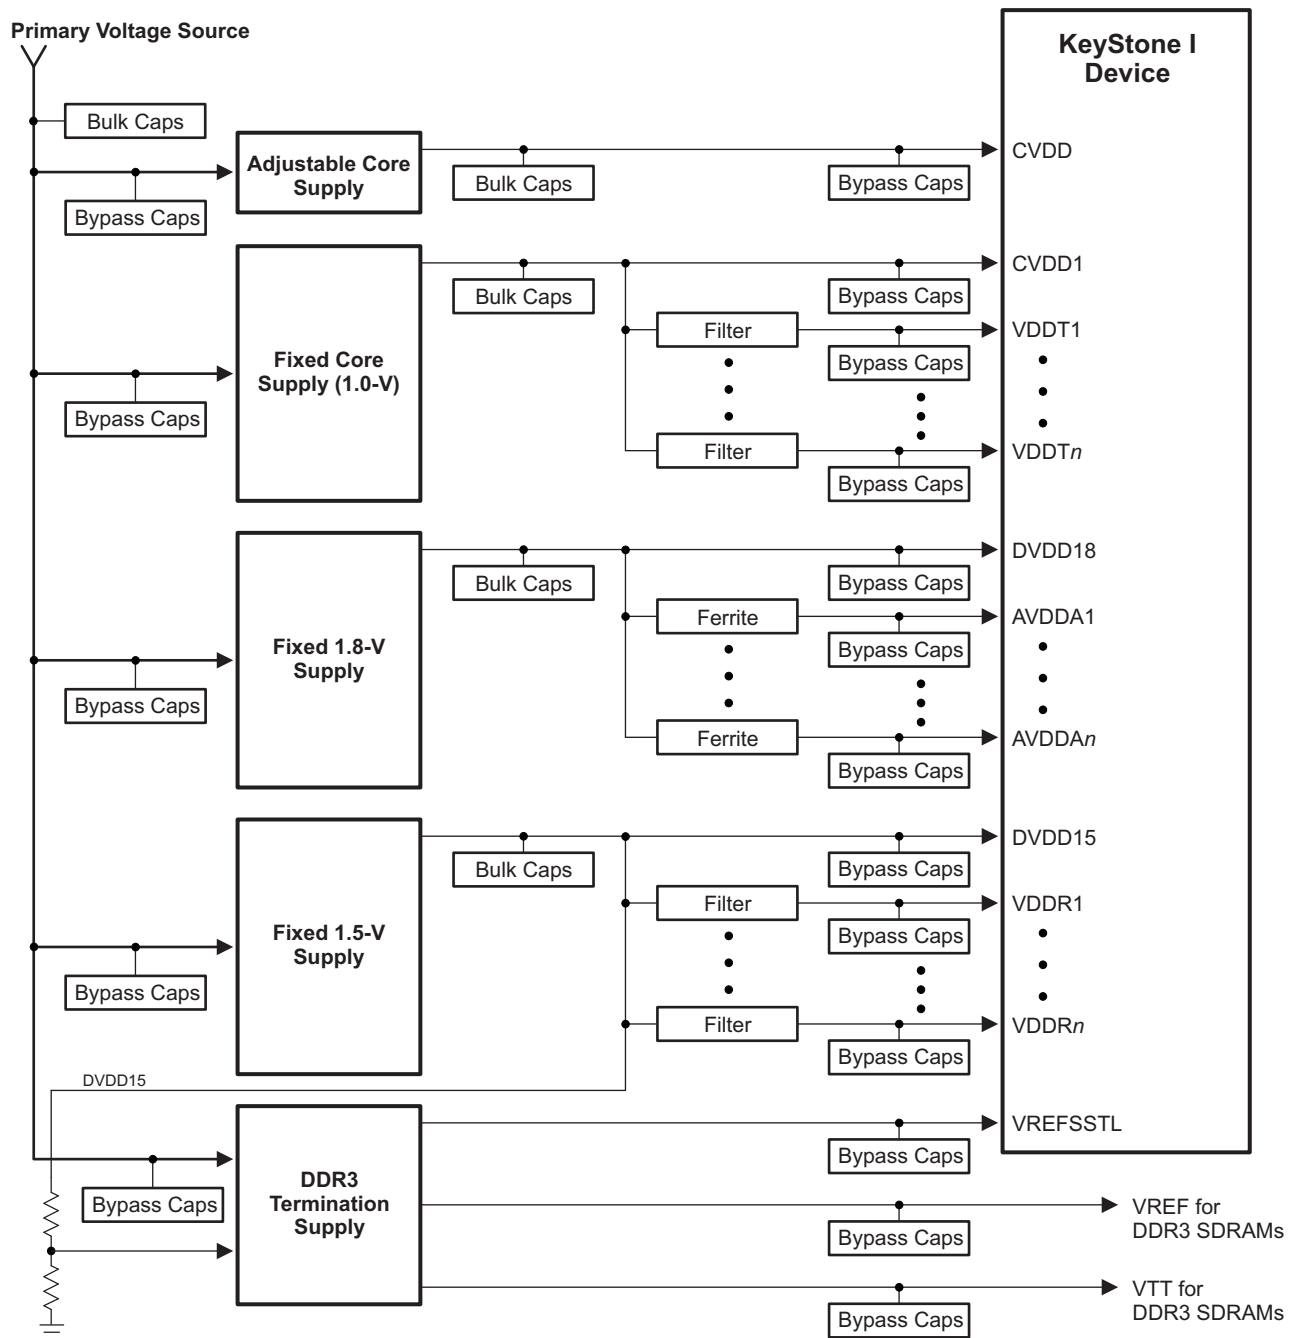 Primary Voltage Source
KeyStone I
Device
Bulk Caps
Adjustable Core
Supply
Bypass Caps
Bulk Caps
Bypass Caps
CVDD
Fixed Core
Supply (1.0-V)
Bypass Caps
Bulk Caps
Bypass Caps
CVDD1
Filter
Bypass Caps
VDDT1
Filter
Bypass Caps
VDDTn
Fixed 1.8-V
Supply
Bypass Caps
Bulk Caps
Bypass Caps
DVDD18
Ferrite
Bypass Caps
AVDDA1
Ferrite
Bypass Caps
AVDDAn
Fixed 1.5-V
Supply
Bypass Caps
Bulk Caps
Bypass Caps
DVDD15
Filter
Bypass Caps
VDDR1
Filter
Bypass Caps
VDDRn
DVDD15
DDR3
Termination
Supply
Bypass Caps
Bypass Caps
VREFSSTL
Bypass Caps
VREF for
DDR3 SDRAMs
Bypass Caps
VTT for
DDR3 SDRAMs